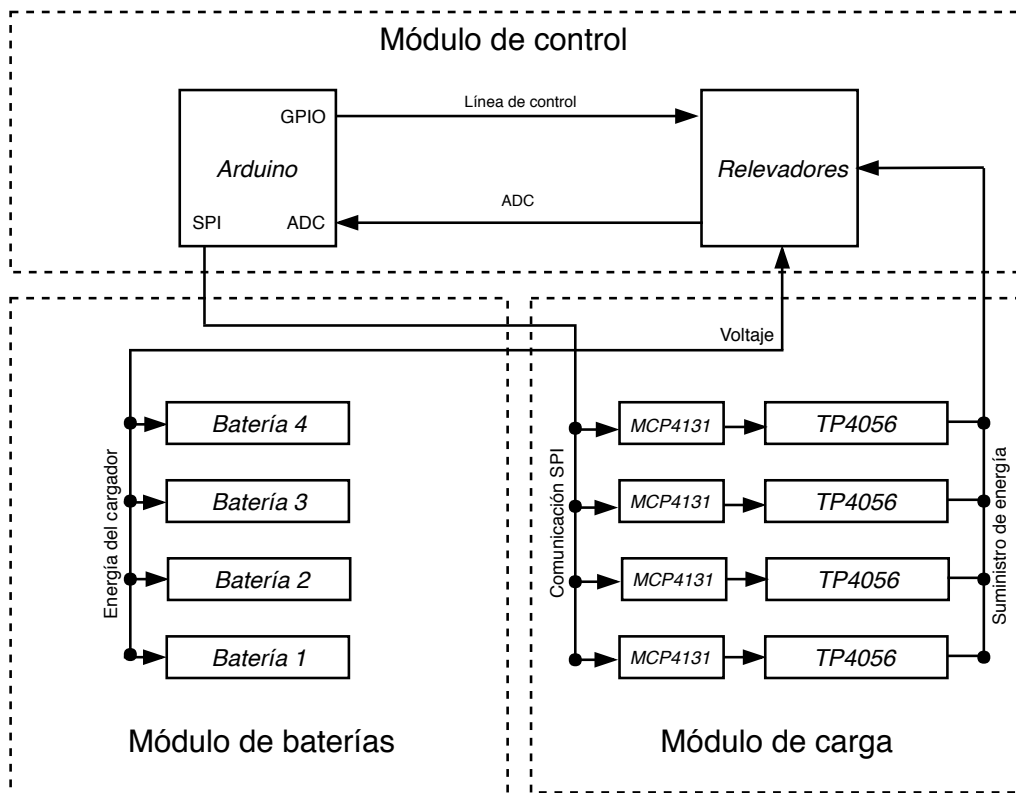 Módulo de control
GPIO
Línea de control
Arduino
Relevadores
SPI
ADC
ADC
Voltaje
Energía del cargador
Batería 4
Batería 3
Batería 2
Batería 1
Módulo de baterías
Comunicación SPI
MCP4131
TP4056
MCP4131
TP4056
MCP4131
TP4056
MCP4131
TP4056
Suministro de energía
Módulo de carga